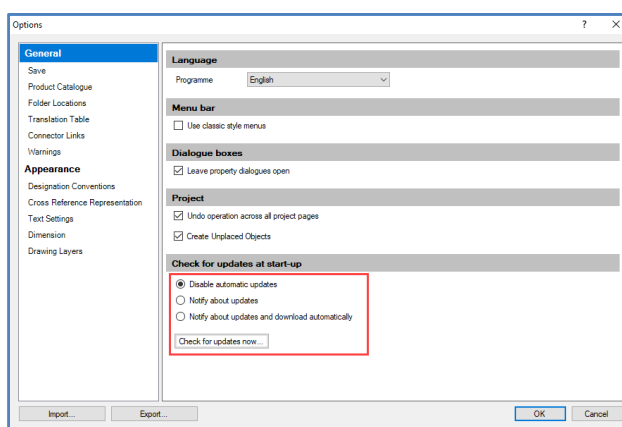 Options
?
General
Save
Product Catalogue
Folder Locations
Translation Table
Connector Links
Warnings
Appearance
Designation Conventions
Cross Reference Representation
Text Settings
Dimension
Drawing Layers
Language
Programme English
Menu bar
Use classic style menus
Dialogue boxes
Leave property dialogues open
Project
Undo operation across all project pages
Create Unplaced Objects
Check for updates at start-up
Disable automatic updates
Notify about updates
Notify about updates and download automatically
Check for updates now...
Import... Export... OK Cancel